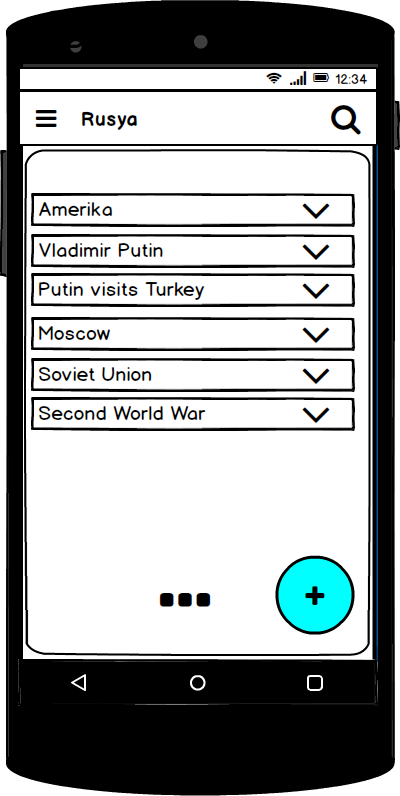 12:34
Rusya
Amerika
Vladimir Putin
Putin visits Turkey
Moscow
Soviet Union
Second World War
+